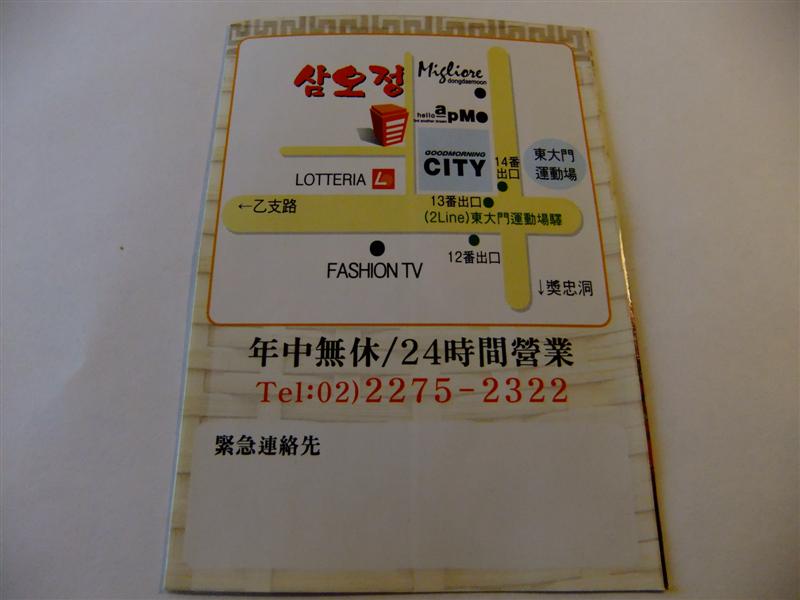 삼오정
Migliore
dongdaemoon
hello apM
GOODMORNING
CITY
14番
出口
東大門
運動場
LOTTERIA L
13番出口
←乙支路
(2Line)東大門運動場驛
12番出口
FASHION TV
↓奬忠洞
年中無休/24時間營業
Tel:02)2275-2322
緊急連絡先